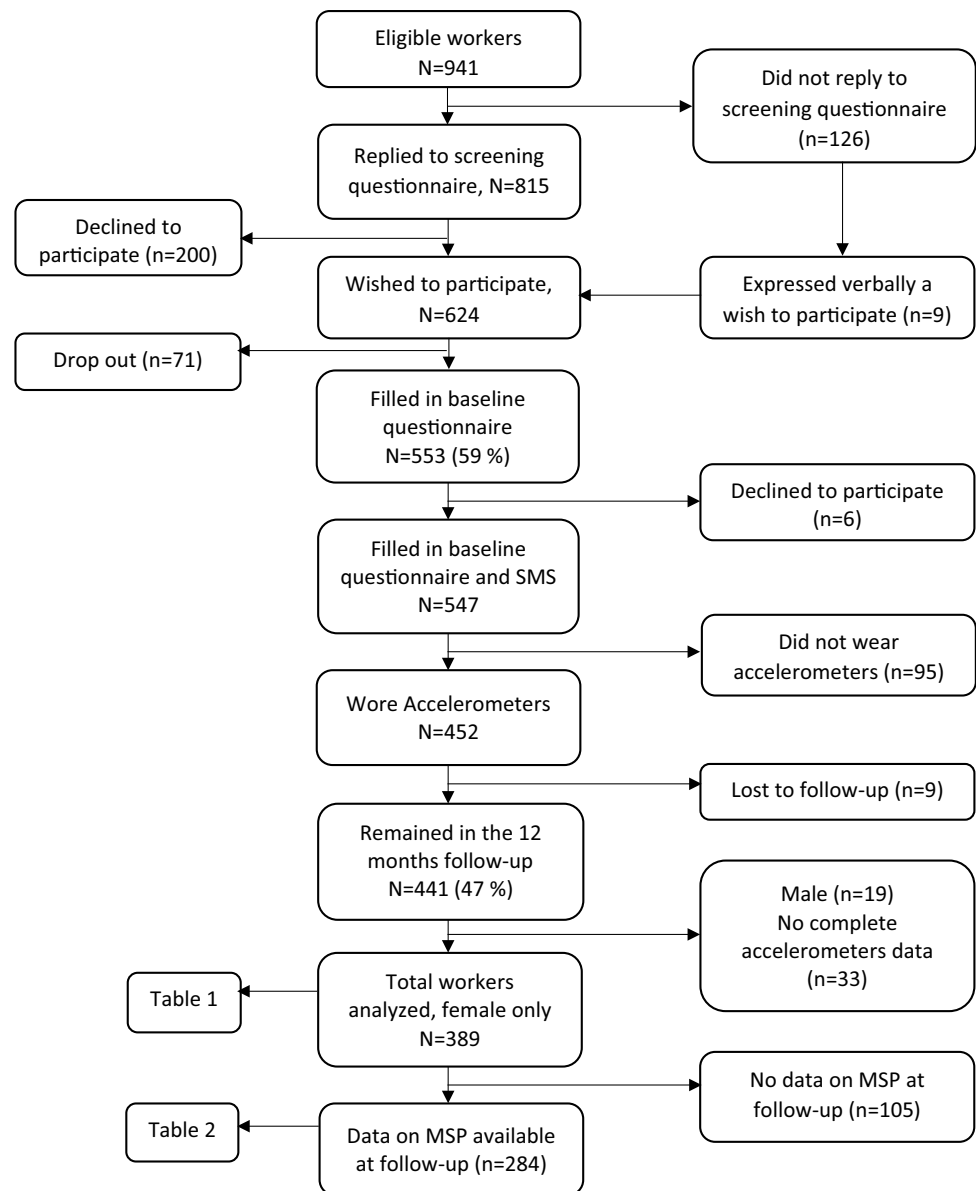 Eligible workers
N=941
Did not reply to
screening questionnaire
(n=126)
Replied to screening
questionnaire, N=815
Declined to
participate (n=200)
Wished to participate,
N=624
Expressed verbally a
wish to participate (n=9)
Drop out (n=71)
Filled in baseline
questionnaire
N=553 (59 %)
Declined to participate
(n=6)
Filled in baseline
questionnaire and SMS
N=547
Did not wear
accelerometers (n=95)
Wore Accelerometers
N=452
Lost to follow-up (n=9)
Remained in the 12
months follow-up
N=441 (47 %)
Male (n=19)
No complete
accelerometers data
(n=33)
Table 1
Total workers
analyzed, female only
N=389
No data on MSP at
follow-up (n=105)
Table 2
Data on MSP available
at follow-up (n=284)